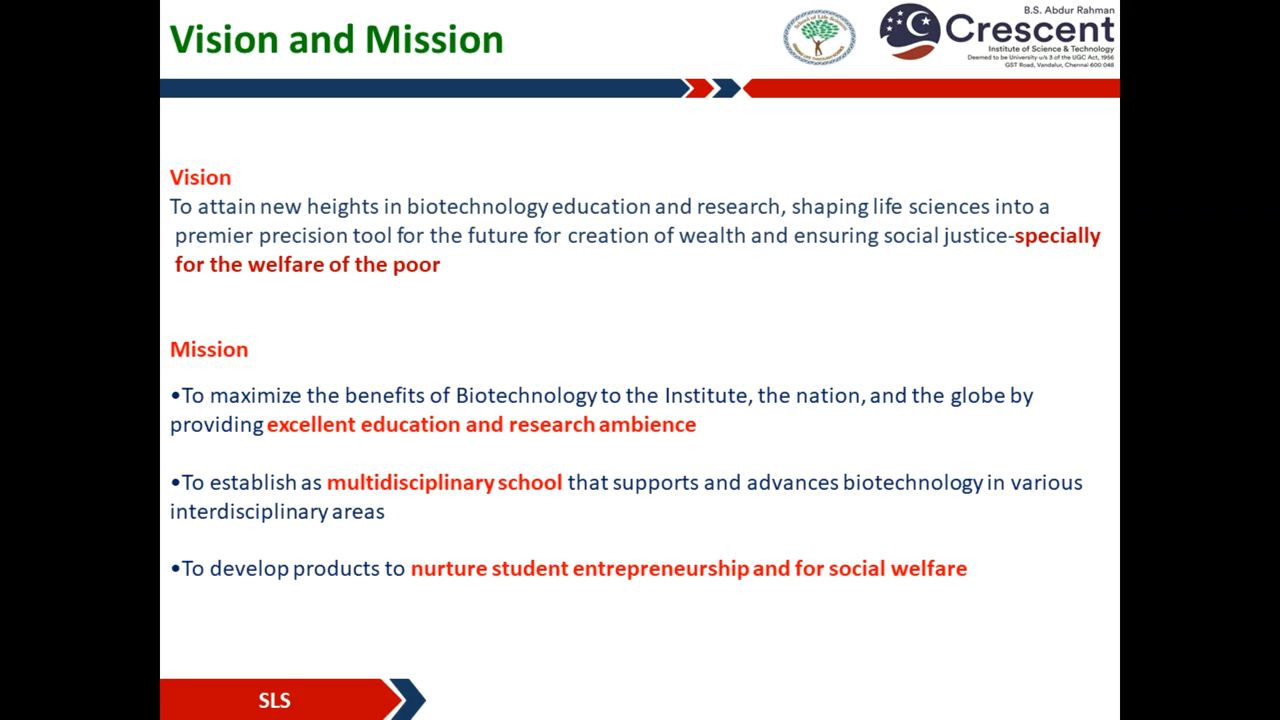 Vision and Mission
School of Life Sciences
B.S. Abdur Rahman
Crescent
Institute of Science & Technology
Deemed to be University u/s 3 of the UGC Act, 1956
GST Road, Vandalur, Chennai 600 048
Vision
To attain new heights in biotechnology education and research, shaping life sciences into a
premier precision tool for the future for creation of wealth and ensuring social justice-specially
for the welfare of the poor
Mission
•To maximize the benefits of Biotechnology to the Institute, the nation, and the globe by
providing excellent education and research ambience
•To establish as multidisciplinary school that supports and advances biotechnology in various
interdisciplinary areas
•To develop products to nurture student entrepreneurship and for social welfare
SLS